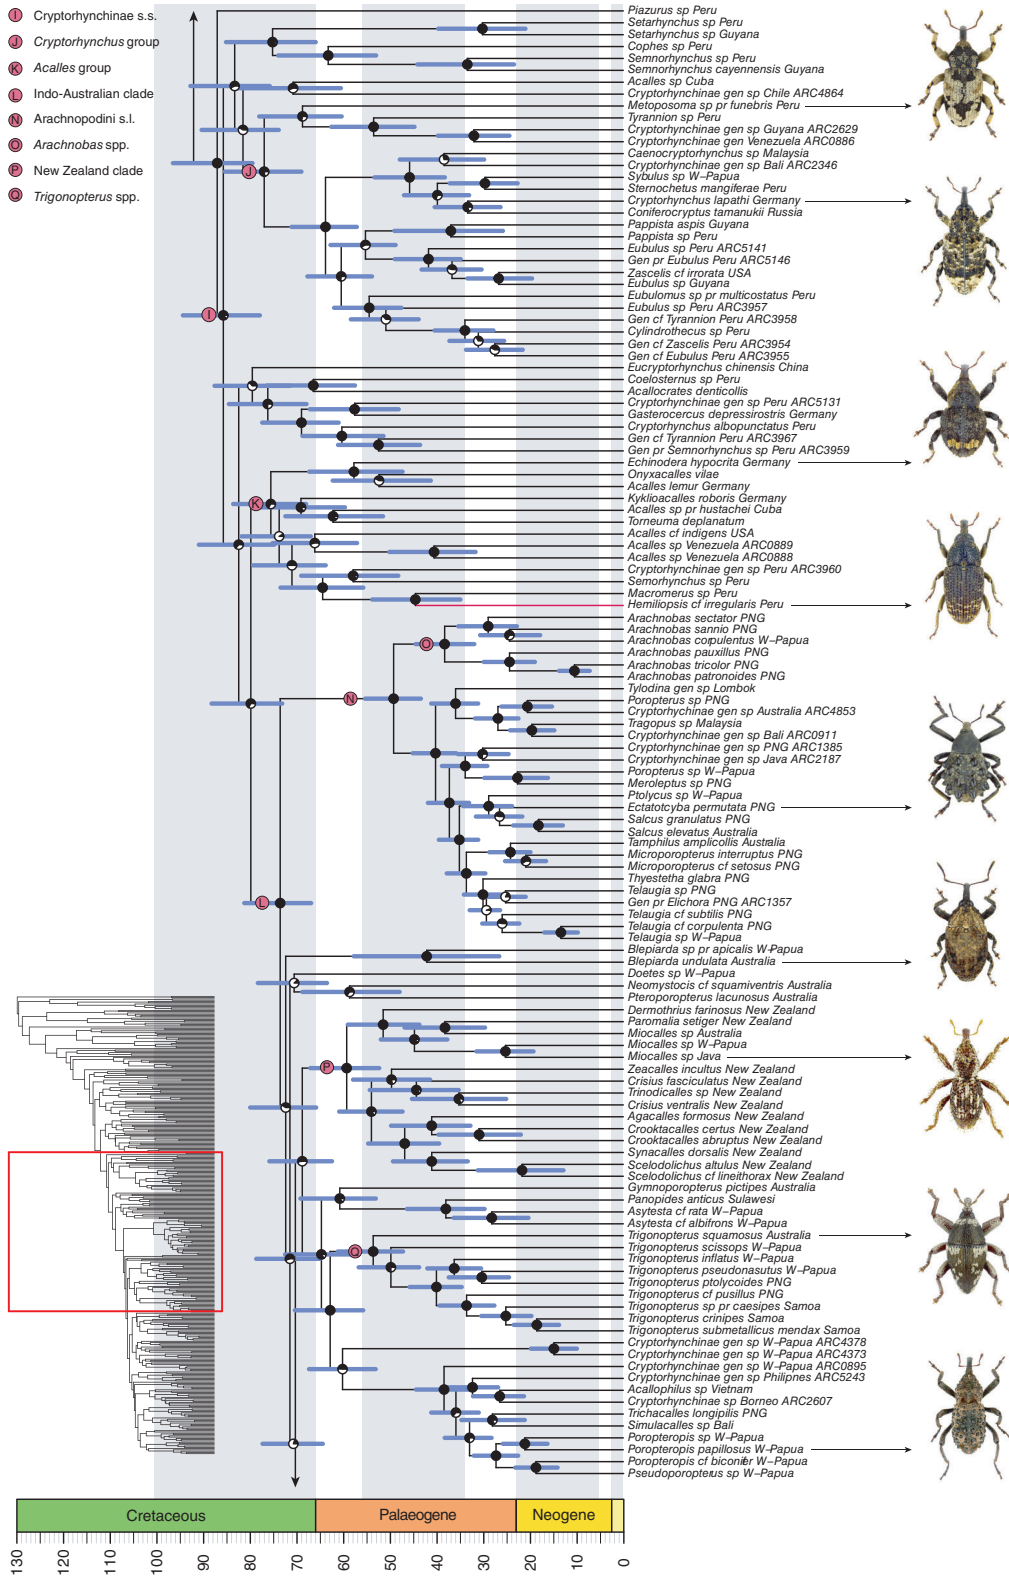 I Cryptorhynchinae s.s.
J Cryptorhynchus group
K Acalles group
L Indo-Australian clade
N Arachnopodini s.l.
O Arachnobas spp.
P New Zealand clade
Q Trigonopterus spp.
Piazurus sp Peru
Setarhynchus sp Peru
Setarhynchus sp Guyana
Cophes sp Peru
Semnorhynchus sp Peru
Semnorhynchus cayennensis Guyana
Acalles sp Cuba
Cryptorhynchinae gen sp Chile ARC4864
Metoposoma sp pr funebris Peru
Tyrannion sp Peru
Cryptorhynchinae gen sp Guyana ARC2629
Cryptorhynchinae gen Venezuela ARC0886
Caenocryptorhynchus sp Malaysia
Cryptorhynchinae gen sp Bali ARC2346
Sybulus sp W–Papua
Sternochetus mangiferae Peru
Cryptorhynchus lapathi Germany
Coniferocryptus tamanukii Russia
Pappista aspis Guyana
Pappista sp Peru
Eubulus sp Peru ARC5141
Gen pr Eubulus Peru ARC5146
Zascelis cf irrorata USA
Eubulus sp Guyana
Eubulomus sp pr multicostatus Peru
Eubulus sp Peru ARC3957
Gen cf Tyrannion Peru ARC3958
Cylindrothecus sp Peru
Gen cf Zascelis Peru ARC3954
Gen cf Eubulus Peru ARC3955
Eucryptorhynchus chinensis China
Coelosternus sp Peru
Acallocrates denticollis
Cryptorhynchinae gen sp Peru ARC5131
Gasterocercus depressirostris Germany
Cryptorhynchus albopunctatus Peru
Gen cf Tyrannion Peru ARC3967
Gen pr Semnorhynchus sp Peru ARC3959
Echinodera hypocrita Germany
Onyxacalles vilae
Acalles lemur Germany
Kyklioacalles roboris Germany
Acalles sp pr hustachei Cuba
Torneuma deplanatum
Acalles cf indigens USA
Acalles sp Venezuela ARC0889
Acalles sp Venezuela ARC0888
Cryptorhynchinae gen sp Peru ARC3960
Semorhynchus sp Peru
Macromerus sp Peru
Hemiliopsis cf irregularis Peru
Arachnobas sectator PNG
Arachnobas sannio PNG
Arachnobas corpulentus W–Papua
Arachnobas pauxillus PNG
Arachnobas tricolor PNG
Arachnobas patronoides PNG
Tylodina gen sp Lombok
Poropterus sp PNG
Cryptorhychinae gen sp Australia ARC4853
Tragopus sp Malaysia
Cryptorhynchinae gen sp Bali ARC0911
Cryptorhynchinae gen sp PNG ARC1385
Cryptorhynchinae gen sp Java ARC2187
Poropterus sp W–Papua
Meroleptus sp PNG
Ptolycus sp W–Papua
Ectatotcyba permutata PNG
Salcus granulatus PNG
Salcus elevatus Australia
Tamphilus amplicollis Australia
Microporopterus interruptus PNG
Microporopterus cf setosus PNG
Thyestetha glabra PNG
Telaugia sp PNG
Gen pr Elichora PNG ARC1357
Telaugia cf subtilis PNG
Telaugia cf corpulenta PNG
Telaugia sp W–Papua
Blepiarda sp pr apicalis W–Papua
Blepiarda undulata Australia
Doetes sp W–Papua
Neomystocis cf squamiventris Australia
Pteroporopterus lacunosus Australia
Dermothrius farinosus New Zealand
Paromalia setiger New Zealand
Miocalles sp Australia
Miocalles sp W–Papua
Miocalles sp Java
Zeacalles incultus New Zealand
Crisius fasciculatus New Zealand
Trinodicalles sp New Zealand
Crisius ventralis New Zealand
Agacalles formosus New Zealand
Crooktacalles certus New Zealand
Crooktacalles abruptus New Zealand
Synacalles dorsalis New Zealand
Scelodolichus altulus New Zealand
Scelodolichus cf lineithorax New Zealand
Gymnoporopterus pictipes Australia
Panopides anticus Sulawesi
Asytesta cf rata W–Papua
Asytesta cf albifrons W–Papua
Trigonopterus squamosus Australia
Trigonopterus scissops W–Papua
Trigonopterus inflatus W–Papua
Trigonopterus pseudonasutus W–Papua
Trigonopterus ptolycoides PNG
Trigonopterus cf pusillus PNG
Trigonopterus sp pr caesipes Samoa
Trigonopterus crinipes Samoa
Trigonopterus submetallicus mendax Samoa
Cryptorhynchinae gen sp W–Papua ARC4378
Cryptorhynchinae gen sp W–Papua ARC4373
Cryptorhynchinae gen sp W–Papua ARC0895
Cryptorhynchinae gen sp Philipnes ARC5243
Acallophilus sp Vietnam
Cryptorhynchinae sp Borneo ARC2607
Trichacalles longipilis PNG
Simulacalles sp Bali
Poropteropis sp W–Papua
Poropteropis papillosus W–Papua
Poropteropis cf biconifer W–Papua
Pseudoporopterus sp W–Papua
I
J
K
L
N
O
P
Q
Cretaceous Palaeogene Neogene
130 120 110 100 90 80 70 60 50 40 30 20 10 0